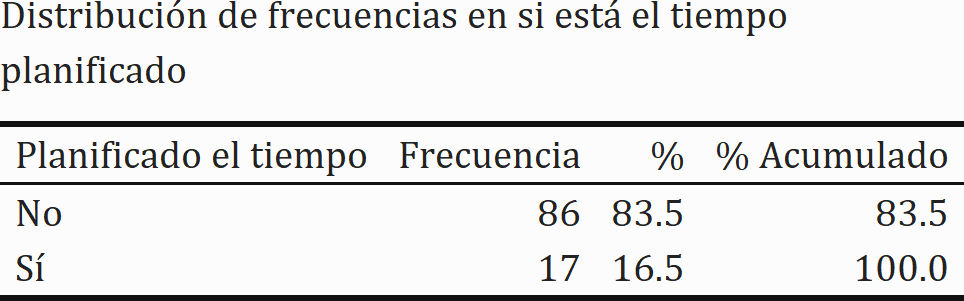 Distribución de frecuencias en si está el tiempo
planificado
Planificado el tiempo Frecuencia % % Acumulado
No 86 83.5 83.5
Sí 17 16.5 100.0